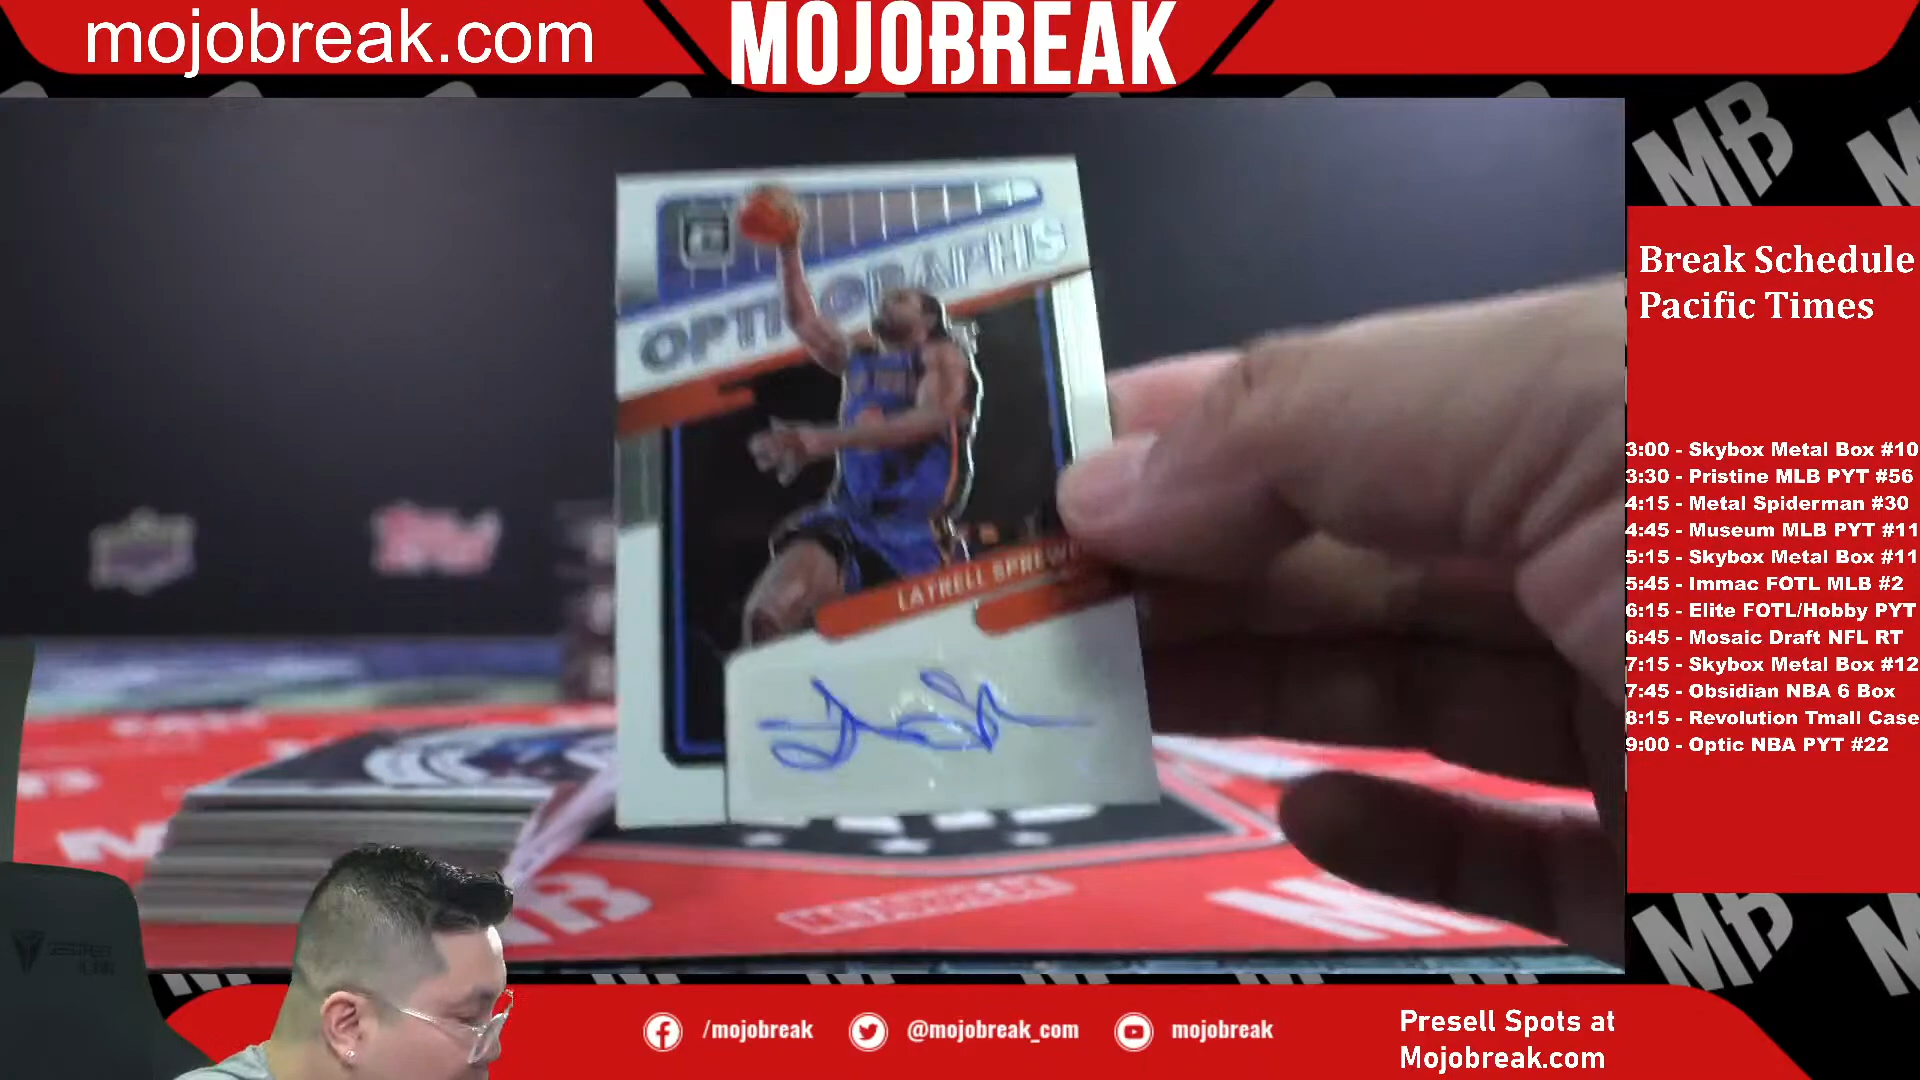 mojobreak.com
MOJOBREAK
MB
Break Schedule
Pacific Times
3:00 - Skybox Metal Box #10
3:30 - Pristine MLB PYT #56
4:15 - Metal Spiderman #30
4:45 - Museum MLB PYT #11
5:15 - Skybox Metal Box #11
5:45 - Immac FOTL MLB #2
6:15 - Elite FOTL/Hobby PYT
6:45 - Mosaic Draft NFL RT
7:15 - Skybox Metal Box #12
7:45 - Obsidian NBA 6 Box
8:15 - Revolution Tmall Case
9:00 - Optic NBA PYT #22
OPTI GRAPHS
LATRELL SPREWE
topps
MB
/mojobreak
@mojobreak_com
mojobreak
Presell Spots at
Mojobreak.com